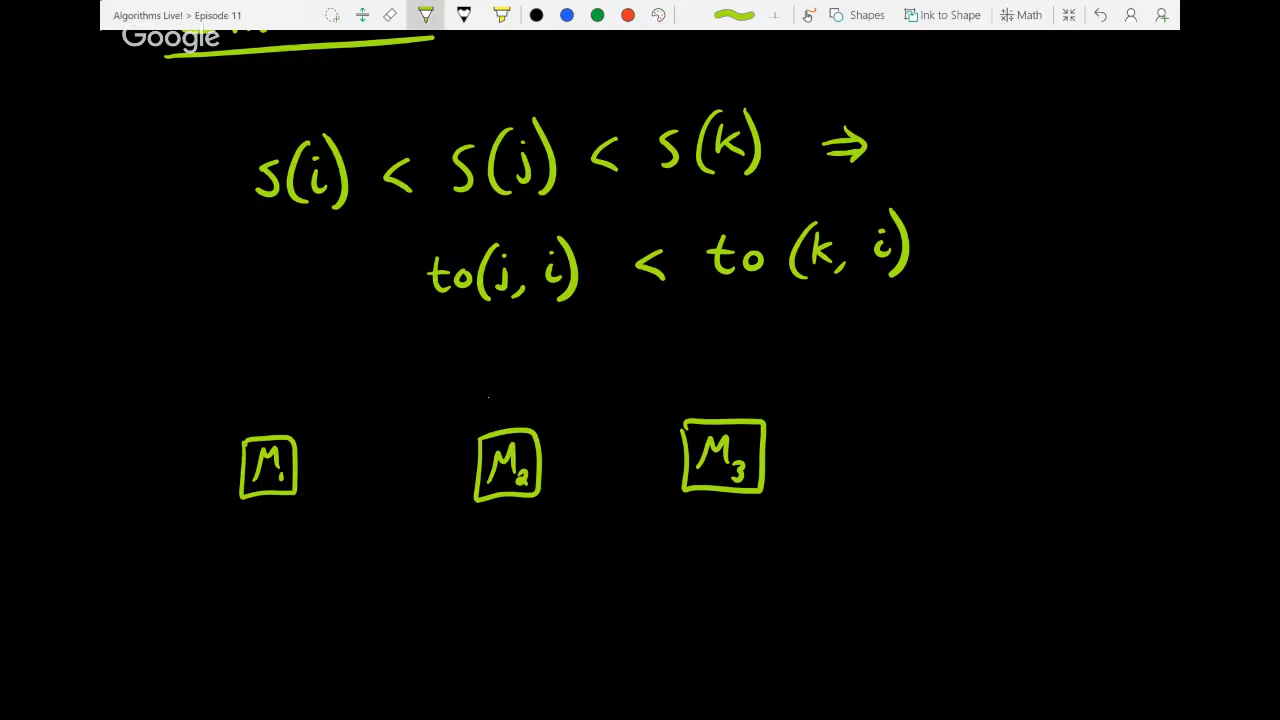 Algorithms Live! > Episode 11
Shapes
Ink to Shape
Math
Google
s(i) < s(j) < s(k) ⇒
to(j, i) < to(k, i)
M₁ M₂ M₃